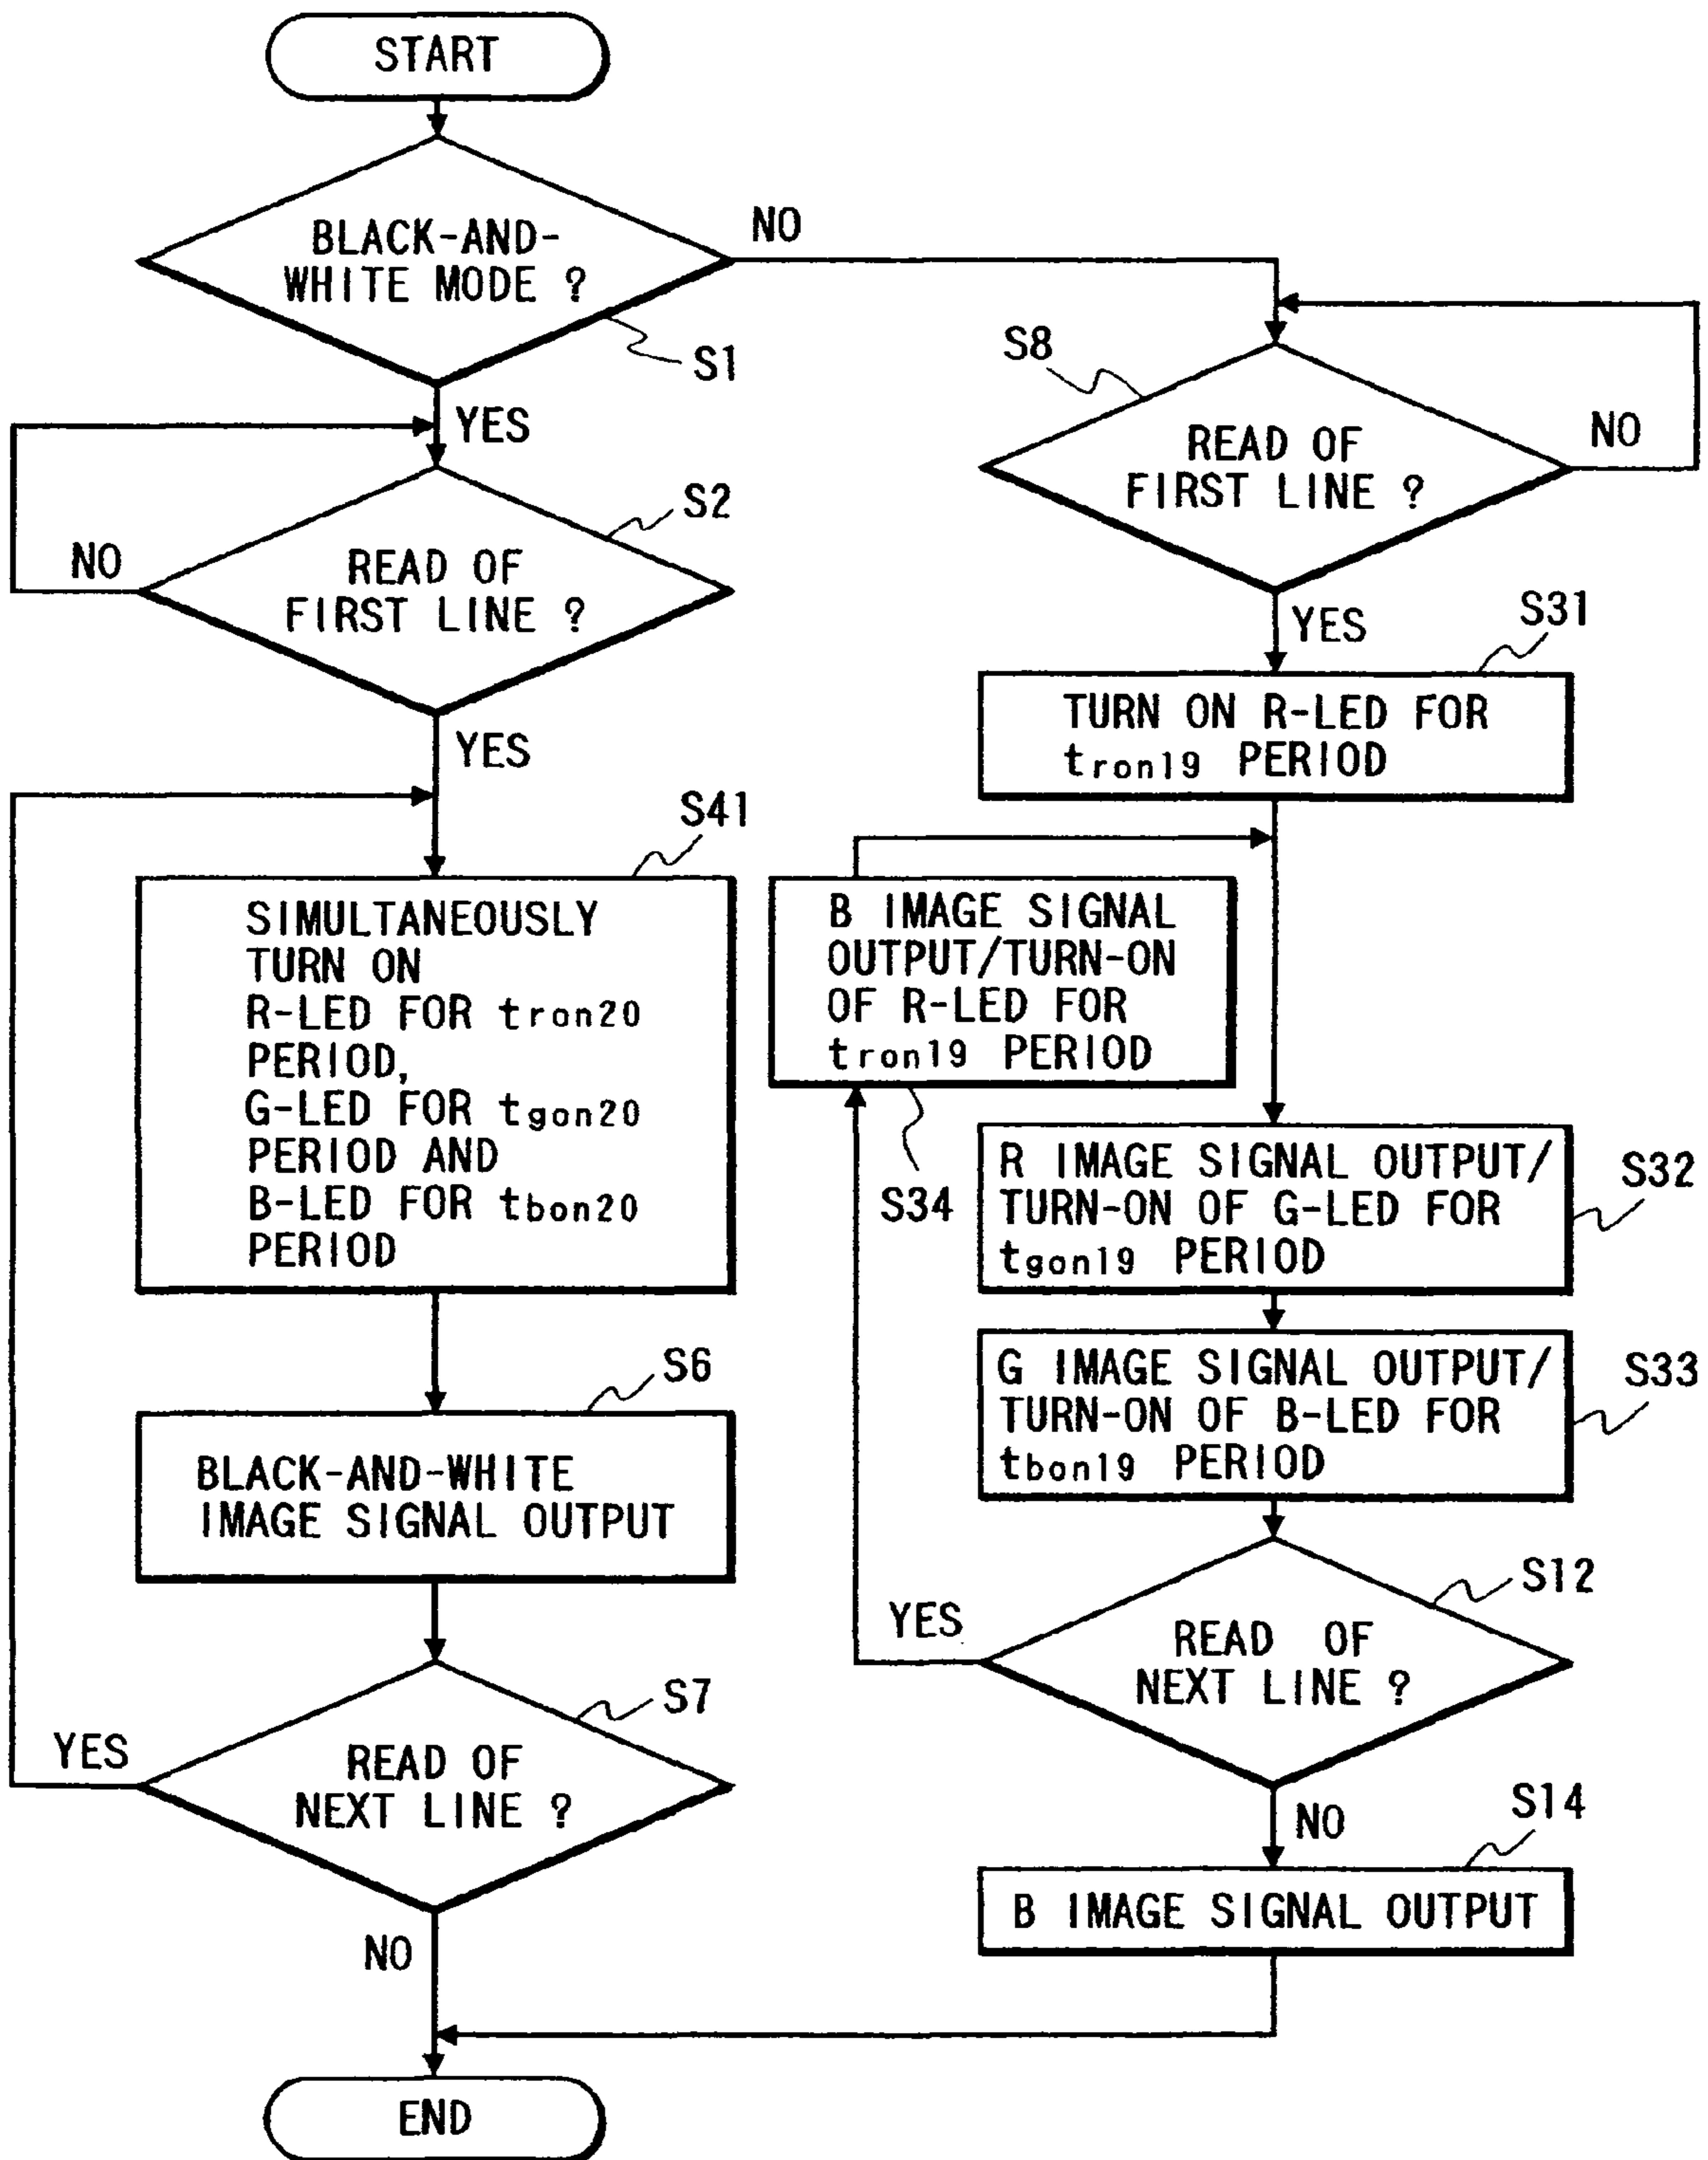 START
BLACK-AND-
WHITE MODE ?
NO
S1
YES
S2
NO
READ OF
FIRST LINE ?
YES
S41
SIMULTANEOUSLY
TURN ON
R-LED FOR tron20
PERIOD,
G-LED FOR tgon20
PERIOD AND
B-LED FOR tbon20
PERIOD
S6
BLACK-AND-WHITE
IMAGE SIGNAL OUTPUT
S7
YES
READ OF
NEXT LINE ?
NO
S8
READ OF
FIRST LINE ?
NO
YES
S31
TURN ON R-LED FOR
tron19 PERIOD
B IMAGE SIGNAL
OUTPUT/TURN-ON
OF R-LED FOR
tron19 PERIOD
S34
R IMAGE SIGNAL OUTPUT/
TURN-ON OF G-LED FOR
tgon19 PERIOD
S32
G IMAGE SIGNAL OUTPUT/
TURN-ON OF B-LED FOR
tbon19 PERIOD
S33
S12
YES
READ OF
NEXT LINE ?
NO
S14
B IMAGE SIGNAL OUTPUT
END